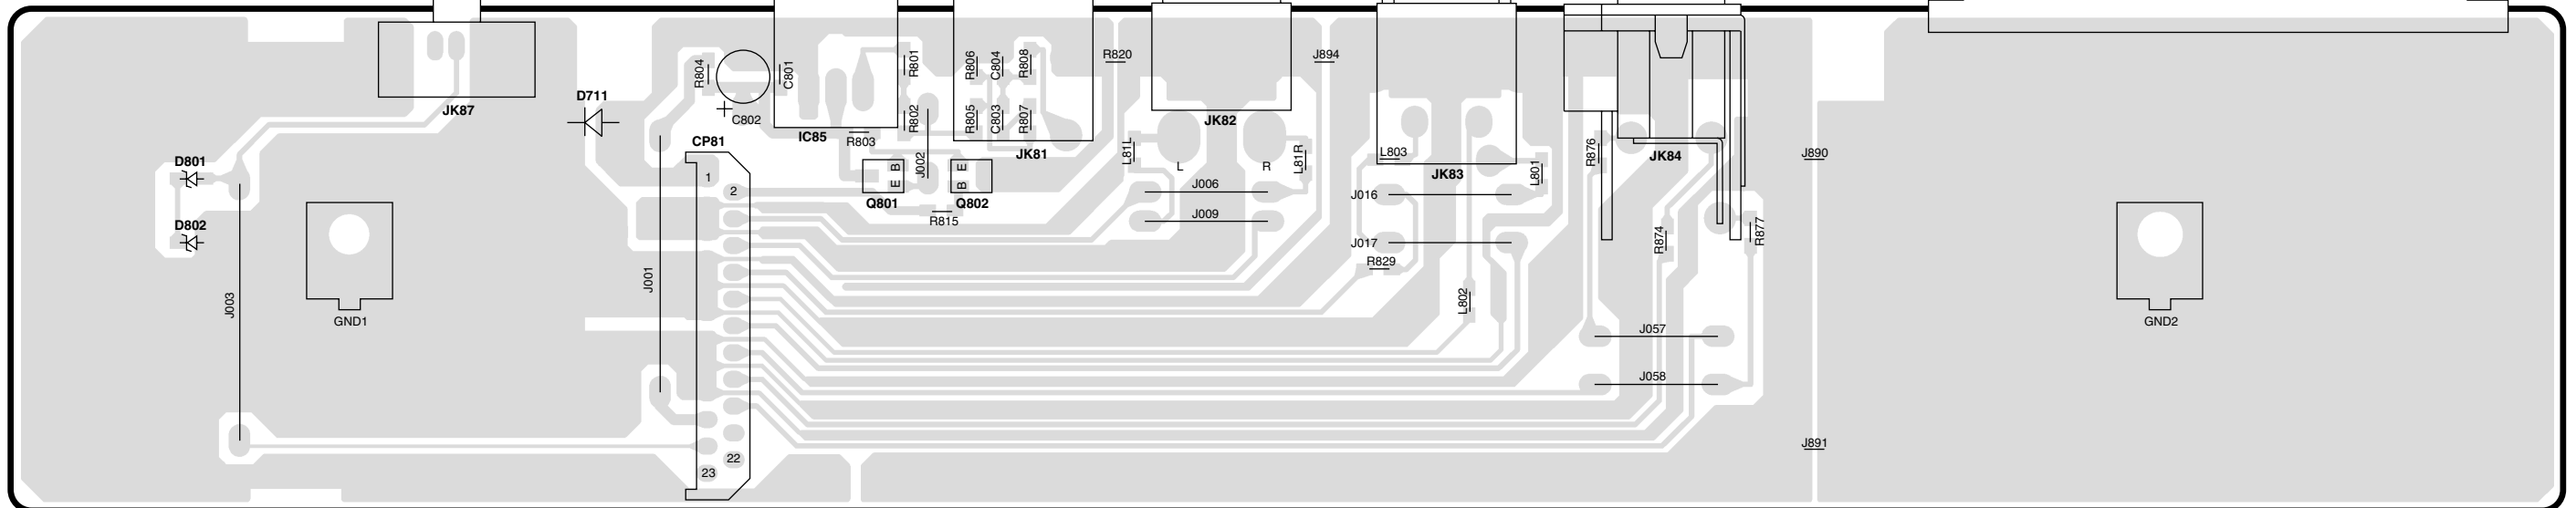 JK87
D711
D801
D802
J003
GND1
R804
C801
C802
CP81
1
2
J001
22
23
IC85
R801
R802
R803
J002
E B
Q801
B E
Q802
R815
R806
C804
R808
R805
C803
R807
JK81
R820
L81L
JK82
L
R
L81R
J006
J009
J894
L803
JK83
J016
J017
R829
L801
L802
R876
JK84
R874
R877
J057
J058
J890
J891
GND2